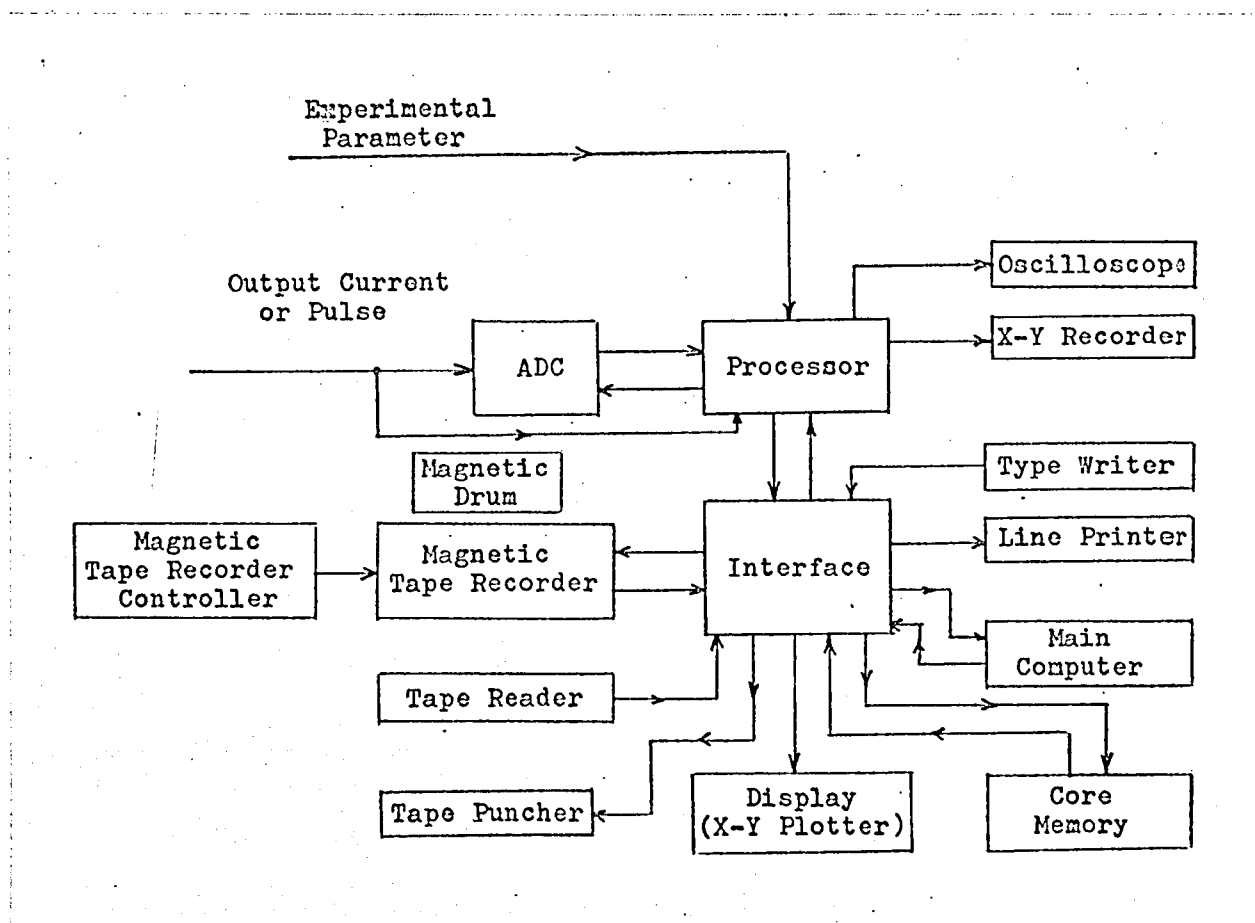 Experimental
Parameter
Output Current
or Pulse
ADC
Processor
Oscilloscope
X-Y Recorder
Magnetic
Drum
Type Writer
Line Printer
Magnetic
Tape Recorder
Controller
Magnetic
Tape Recorder
Interface
Main
Computer
Tape Reader
Tape Puncher
Display
(X-Y Plotter)
Core
Memory